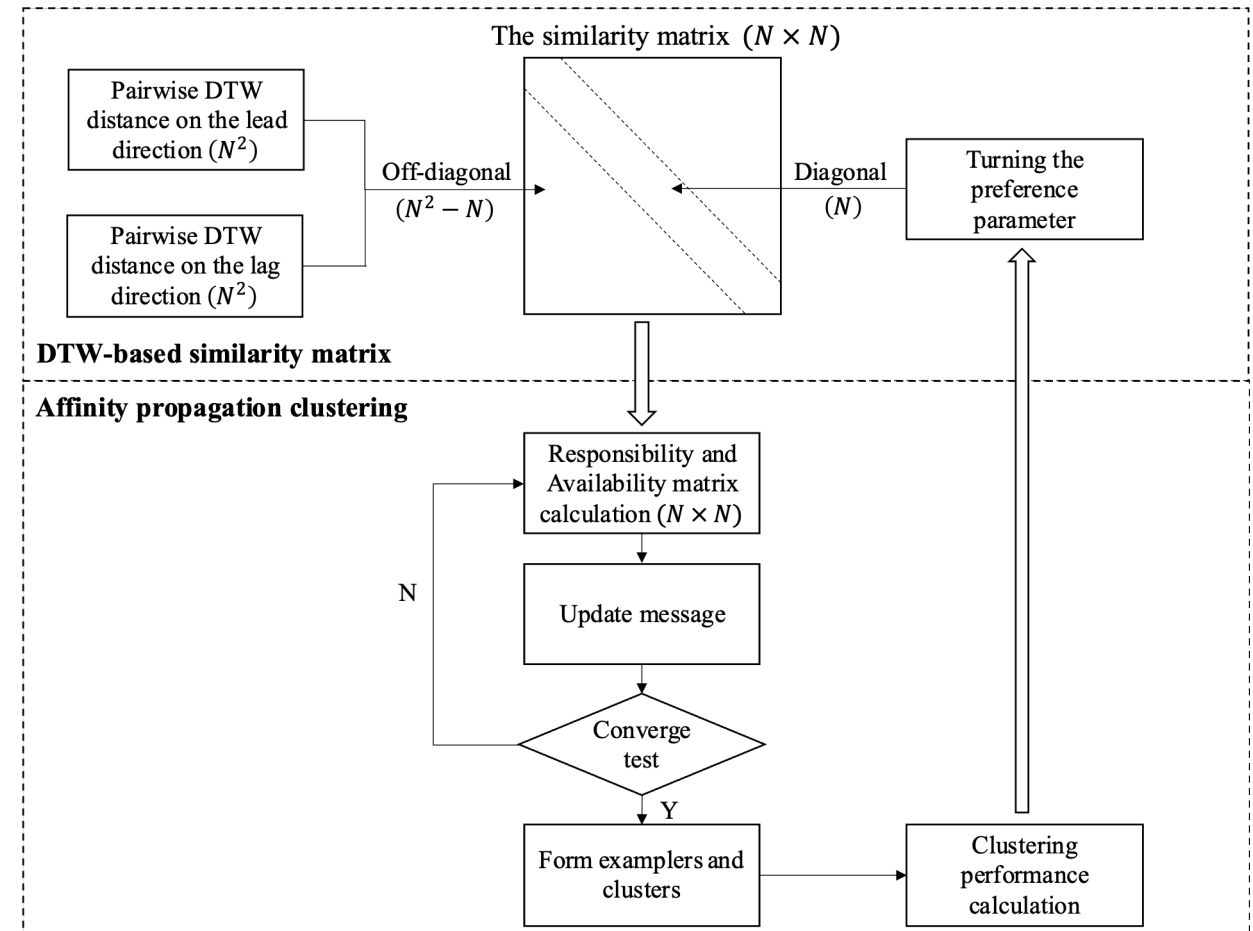 The similarity matrix (N × N)
Pairwise DTW
distance on the lead
direction (N²)
Pairwise DTW
distance on the lag
direction (N²)
Off-diagonal
(N² − N)
Diagonal
(N)
Turning the
preference
parameter
DTW-based similarity matrix
Affinity propagation clustering
Responsibility and
Availability matrix
calculation (N × N)
Update message
N
Converge
test
Y
Form examplers and
clusters
Clustering
performance
calculation